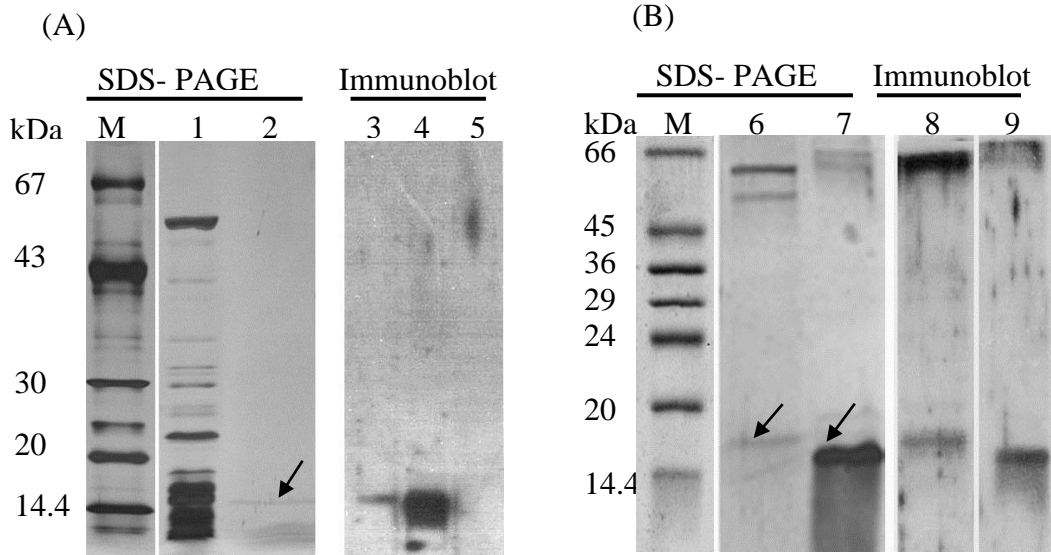 (A)
SDS- PAGE Immunoblot
kDa M 1 2 3 4 5
67
43
30
20
14.4
(B)
SDS- PAGE Immunoblot
kDa M 6 7 8 9
66
45
36
29
24
20
14.4